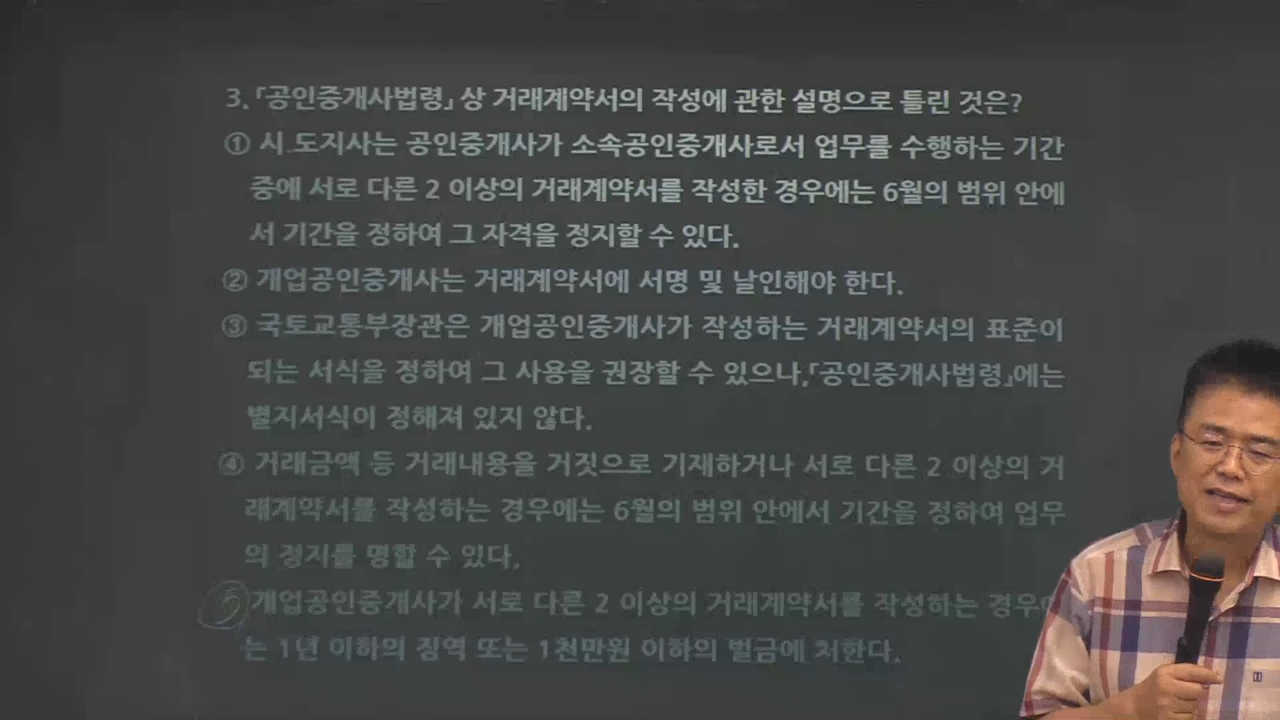 3. 「공인중개사법령」 상 거래계약서의 작성에 관한 설명으로 틀린 것은?
① 시.도지사는 공인중개사가 소속공인중개사로서 업무를 수행하는 기간
중에 서로 다른 2 이상의 거래계약서를 작성한 경우에는 6월의 범위 안에
서 기간을 정하여 그 자격을 정지할 수 있다.
② 개업공인중개사는 거래계약서에 서명 및 날인해야 한다.
③ 국토교통부장관은 개업공인중개사가 작성하는 거래계약서의 표준이
되는 서식을 정하여 그 사용을 권장할 수 있으나,「공인중개사법령」에는
별지서식이 정해져 있지 않다.
④ 거래금액 등 거래내용을 거짓으로 기재하거나 서로 다른 2 이상의 거
래계약서를 작성하는 경우에는 6월의 범위 안에서 기간을 정하여 업무
의 정지를 명할 수 있다.
⑤ 개업공인중개사가 서로 다른 2 이상의 거래계약서를 작성하는 경우에
는 1년 이하의 징역 또는 1천만원 이하의 벌금에 처한다.